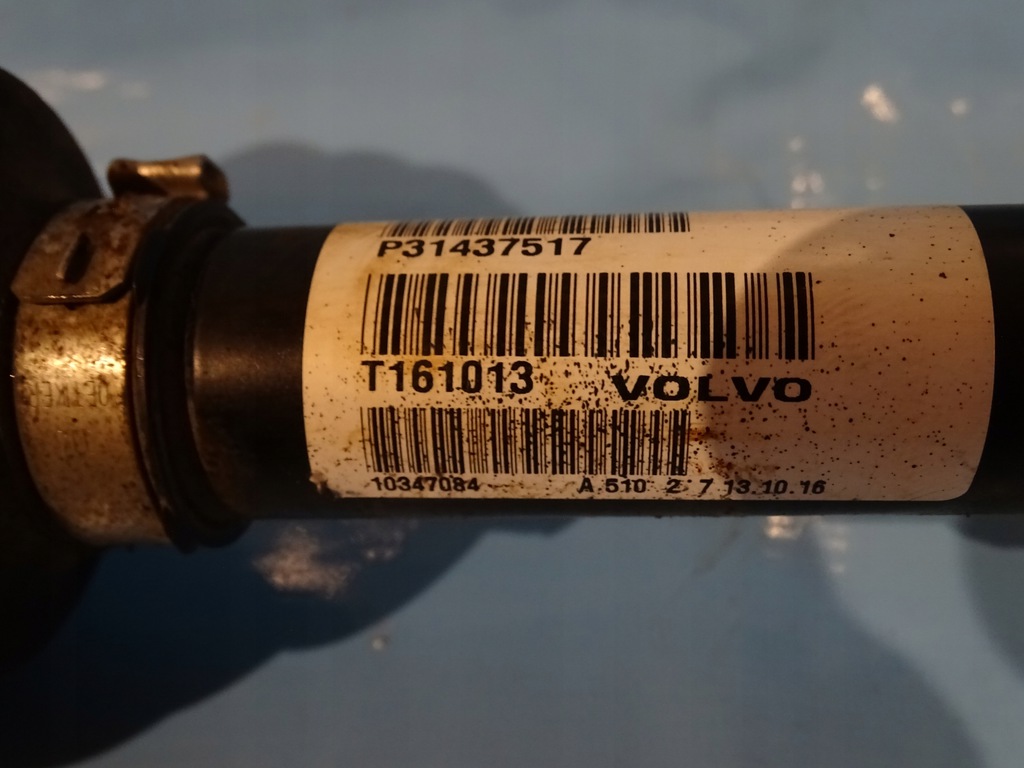 P31437517
T161013 VOLVO
10347084 A 510 2 7 13.10.16